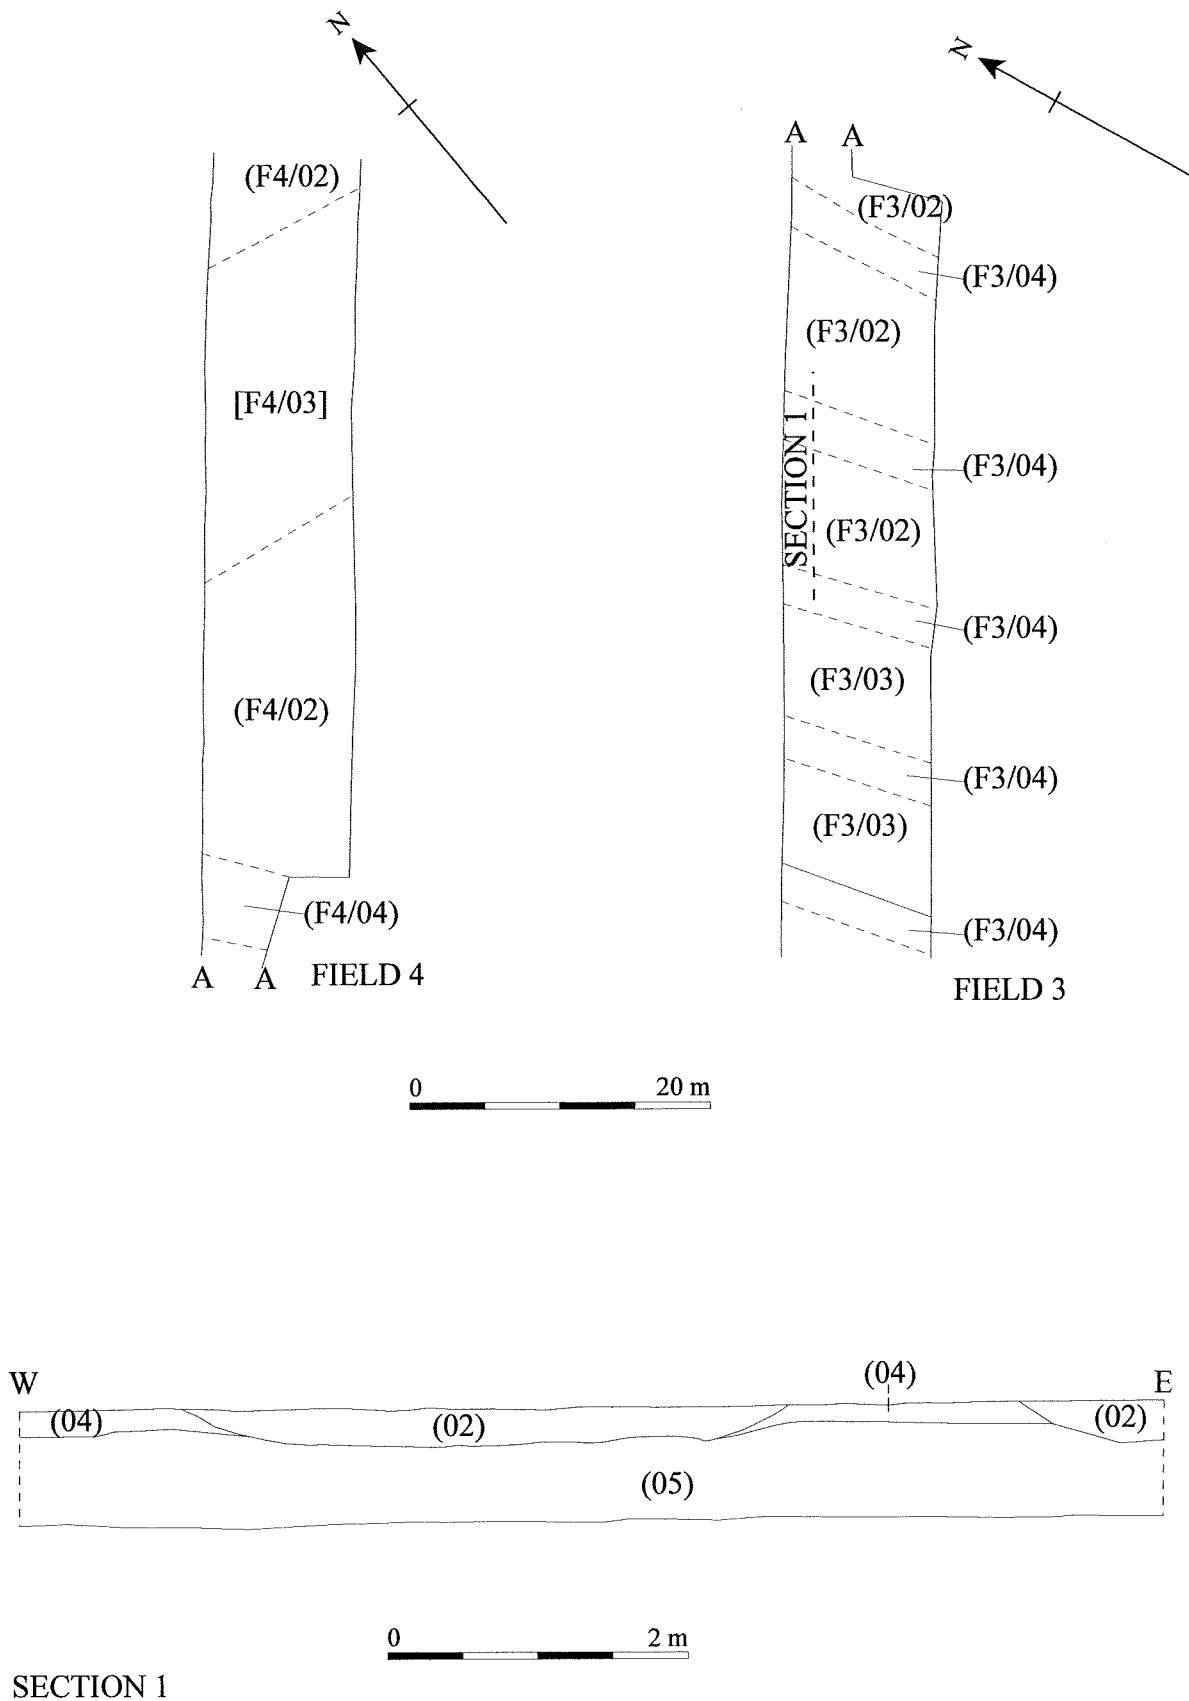 N
(F4/02)
[F4/03]
(F4/02)
(F4/04)
A A
FIELD 4
N
A A
(F3/02)
(F3/04)
(F3/02)
SECTION 1
(F3/04)
(F3/02)
(F3/04)
(F3/03)
(F3/04)
(F3/03)
(F3/04)
FIELD 3
0 20 m
W (04) E
(04) (02) (02)
(05)
0 2 m
SECTION 1